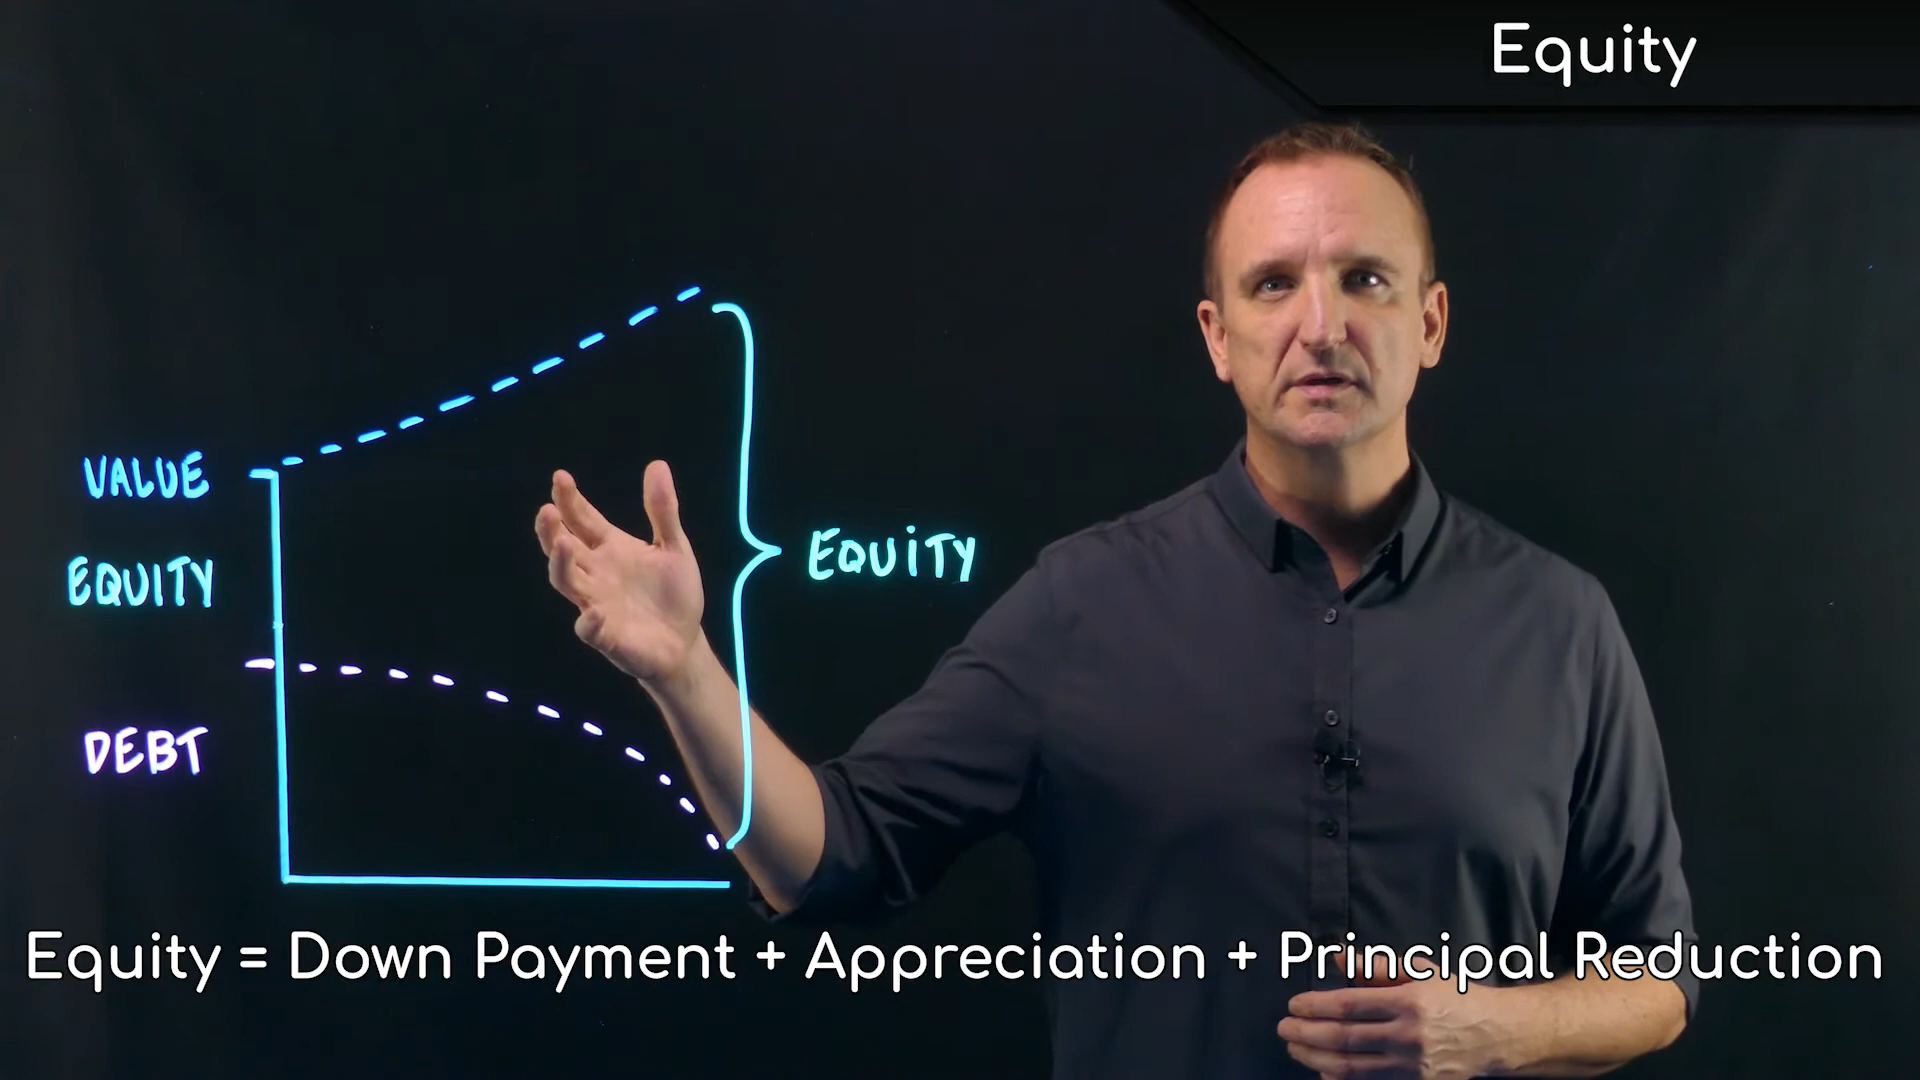 Equity
VALUE
EQUITY
EQUITY
DEBT
Equity = Down Payment + Appreciation + Principal Reduction